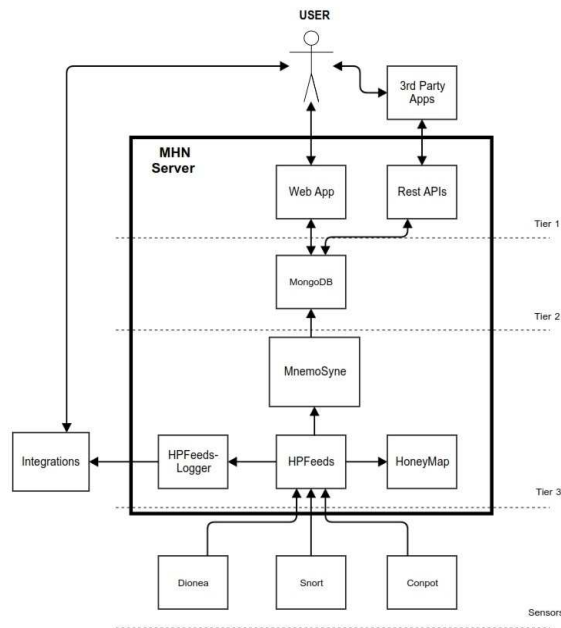 USER
3rd Party
Apps
MHN
Server
Web App
Rest APIs
Tier 1
MongoDB
Tier 2
MnemoSyne
Integrations
HPFeeds-
Logger
HPFeeds
HoneyMap
Tier 3
Dionea
Snort
Conpot
Sensors